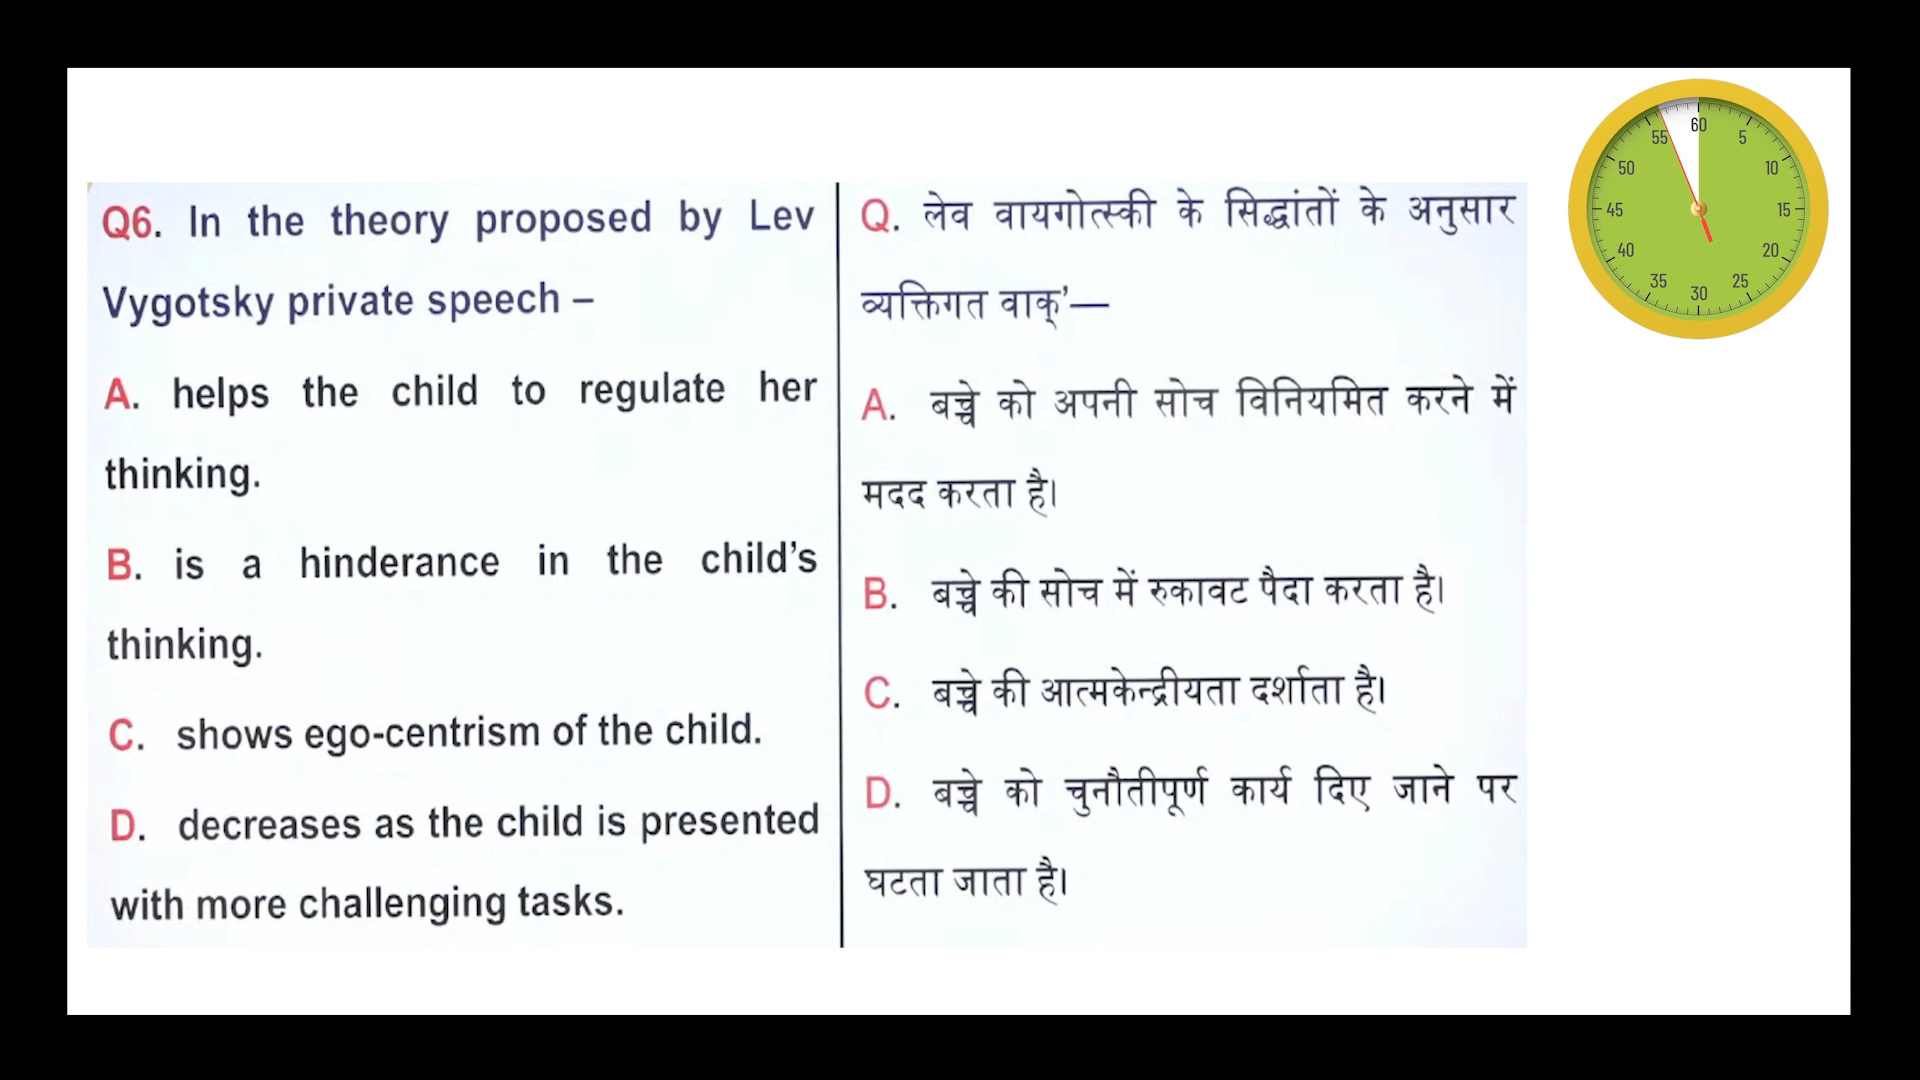 Q6. In the theory proposed by Lev
Vygotsky private speech –
A. helps the child to regulate her
thinking.
B. is a hinderance in the child’s
thinking.
C. shows ego-centrism of the child.
D. decreases as the child is presented
with more challenging tasks.
Q. लेव वायगोत्स्की के सिद्धांतों के अनुसार
व्यक्तिगत वाक्’—
A. बच्चे को अपनी सोच विनियमित करने में
मदद करता है।
B. बच्चे की सोच में रुकावट पैदा करता है।
C. बच्चे की आत्मकेन्द्रीयता दर्शाता है।
D. बच्चे को चुनौतीपूर्ण कार्य दिए जाने पर
घटता जाता है।
60
5
10
15
20
25
30
35
40
45
50
55